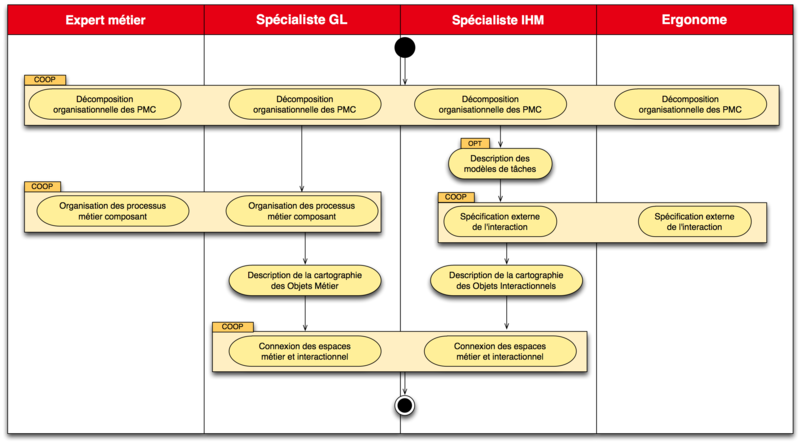 Expert métier
Spécialiste GL
Spécialiste IHM
Ergonome
COOP
Décomposition
organisationnelle des PMC
Décomposition
organisationnelle des PMC
Décomposition
organisationnelle des PMC
Décomposition
organisationnelle des PMC
OPT
Description des
modèles de tâches
COOP
Organisation des processus
métier composant
Organisation des processus
métier composant
COOP
Spécification externe
de l'interaction
Spécification externe
de l'interaction
Description de la cartographie
des Objets Métier
Description de la cartographie
des Objets Interactionnels
COOP
Connexion des espaces
métier et interactionnel
Connexion des espaces
métier et interactionnel